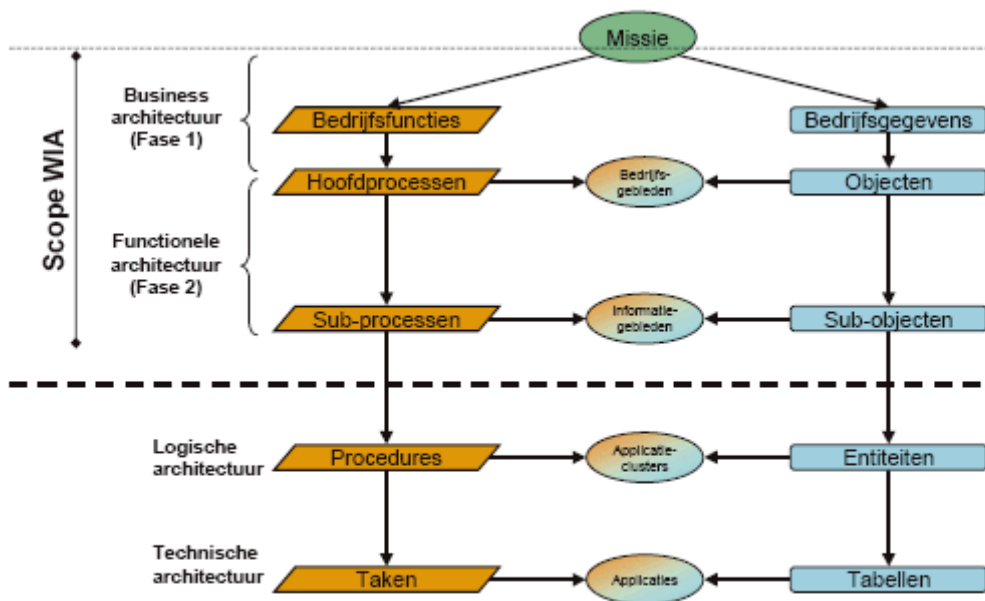 Missie
Scope WIA
Business
architectuur
(Fase 1)
Bedrijfsfuncties
Bedrijfsgegevens
Hoofdprocessen
Bedrijfs-
gebieden
Objecten
Functionele
architectuur
(Fase 2)
Sub-processen
Informatie-
gebieden
Sub-objecten
Logische
architectuur
Procedures
Applicatie-
clusters
Entiteiten
Technische
architectuur
Taken
Applicaties
Tabellen